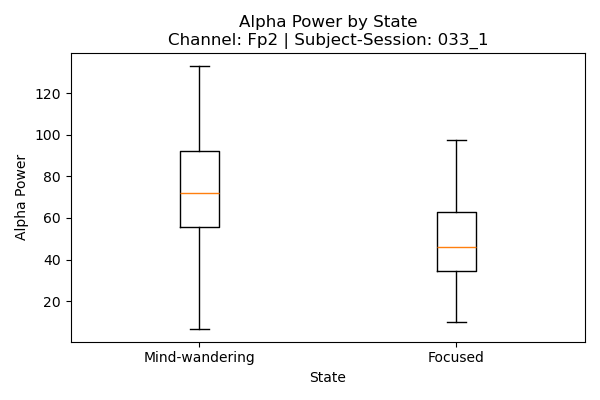 Alpha Power by State
Channel: Fp2 | Subject-Session: 033_1
Alpha Power
120
100
80
60
40
20
Mind-wandering
Focused
State